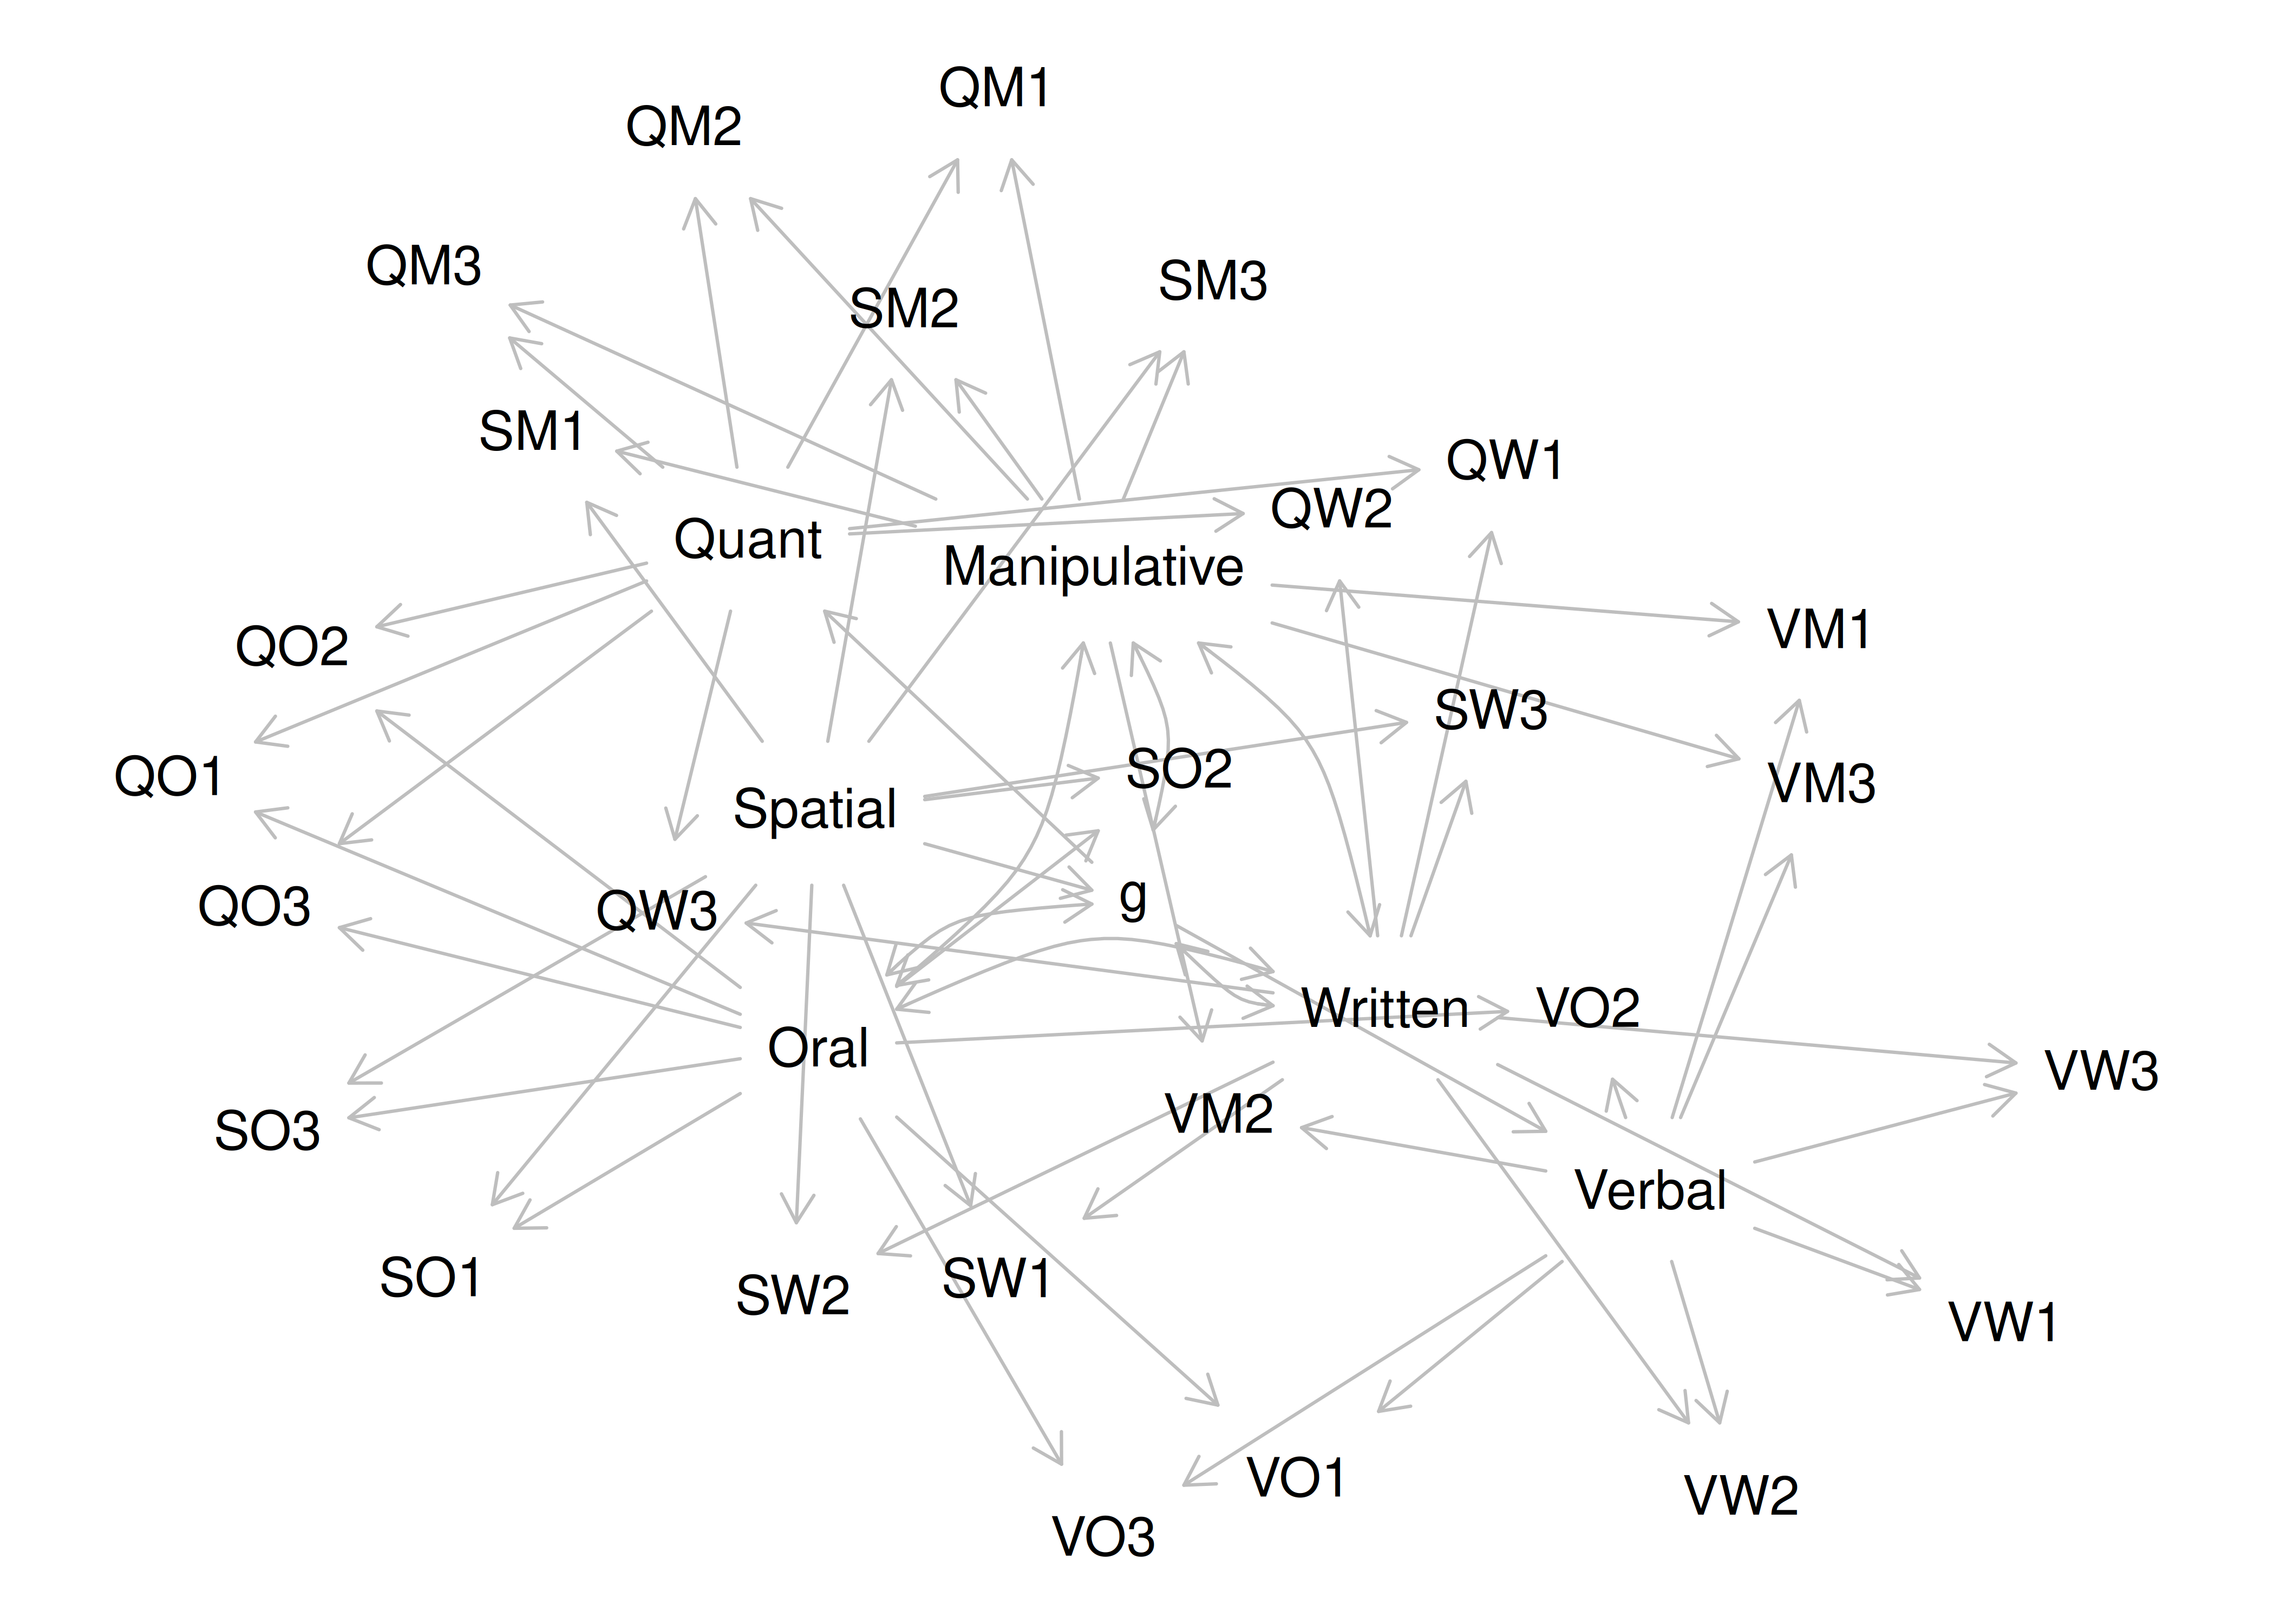 QM1
QM2
QM3
SM3
SM2
SM1
QW1
QW2
Quant
Manipulative
VM1
QO2
SW3
SO2
QO1
VM3
Spatial
g
QO3
QW3
Written
VO2
Oral
VW3
VM2
SO3
Verbal
SO1
SW2
SW1
VW1
VO1
VW2
VO3